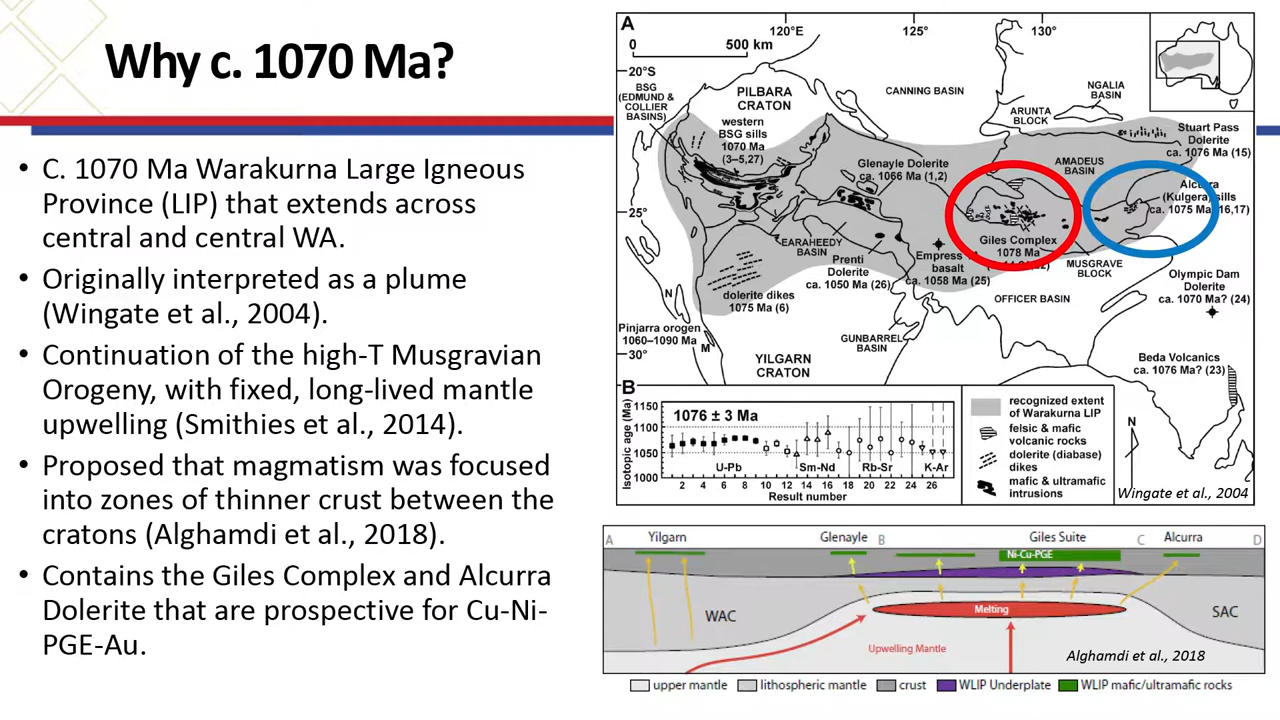 Why c. 1070 Ma?
• C. 1070 Ma Warakurna Large Igneous
Province (LIP) that extends across
central and central WA.
• Originally interpreted as a plume
(Wingate et al., 2004).
• Continuation of the high-T Musgravian
Orogeny, with fixed, long-lived mantle
upwelling (Smithies et al., 2014).
• Proposed that magmatism was focused
into zones of thinner crust between the
cratons (Alghamdi et al., 2018).
• Contains the Giles Complex and Alcurra
Dolerite that are prospective for Cu-Ni-
PGE-Au.
A
120°E
125°
130°
0
500 km
20°S
25°
30°
BSG
(EDMUND &
COLLIER
BASINS)
PILBARA
CRATON
CANNING BASIN
NGALIA
BASIN
ARUNTA
BLOCK
western
BSG sills
1070 Ma
(3–5,27)
Glenayle Dolerite
ca. 1066 Ma (1,2)
AMADEUS
BASIN
Stuart Pass
Dolerite
ca. 1076 Ma (15)
Alcurra
(Kulgera) sills
ca. 1075 Ma
16,17)
Giles Complex
1078 Ma
EARAHEEDY
BASIN
Prenti
Dolerite
ca. 1050 Ma (26)
Empress
basalt
ca. 1058 Ma (25)
MUSGRAVE
BLOCK
OFFICER BASIN
Olympic Dam
Dolerite
ca. 1070 Ma? (24)
dolerite dikes
1075 Ma (6)
N
Pinjarra orogen
1060–1090 Ma
M
GUNBARREL
BASIN
YILGARN
CRATON
Beda Volcanics
ca. 1076 Ma? (23)
B
Isotopic age (Ma)
1150
1100
1050
1000
1076 ± 3 Ma
U-Pb
Sm-Nd
Rb-Sr
K-Ar
2 4 6 8 10 12 14 16 18 20 22 24 26
Result number
recognized extent
of Warakurna LIP
felsic & mafic
volcanic rocks
dolerite (diabase)
dikes
mafic & ultramafic
intrusions
N
Wingate et al., 2004
A
Yilgarn
Glenayle
B
Giles Suite
C
Alcurra
D
Ni-Cu-PGE
WAC
Melting
SAC
Upwelling Mantle
Alghamdi et al., 2018
upper mantle
lithospheric mantle
crust
WLIP Underplate
WLIP mafic/ultramafic rocks